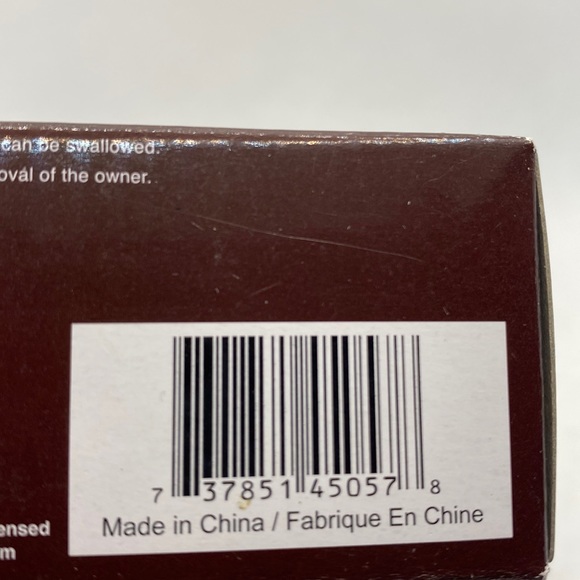 can be swallowed.
oval of the owner.
7 37851 45057 8
Made in China / Fabrique En Chine
ensed
m